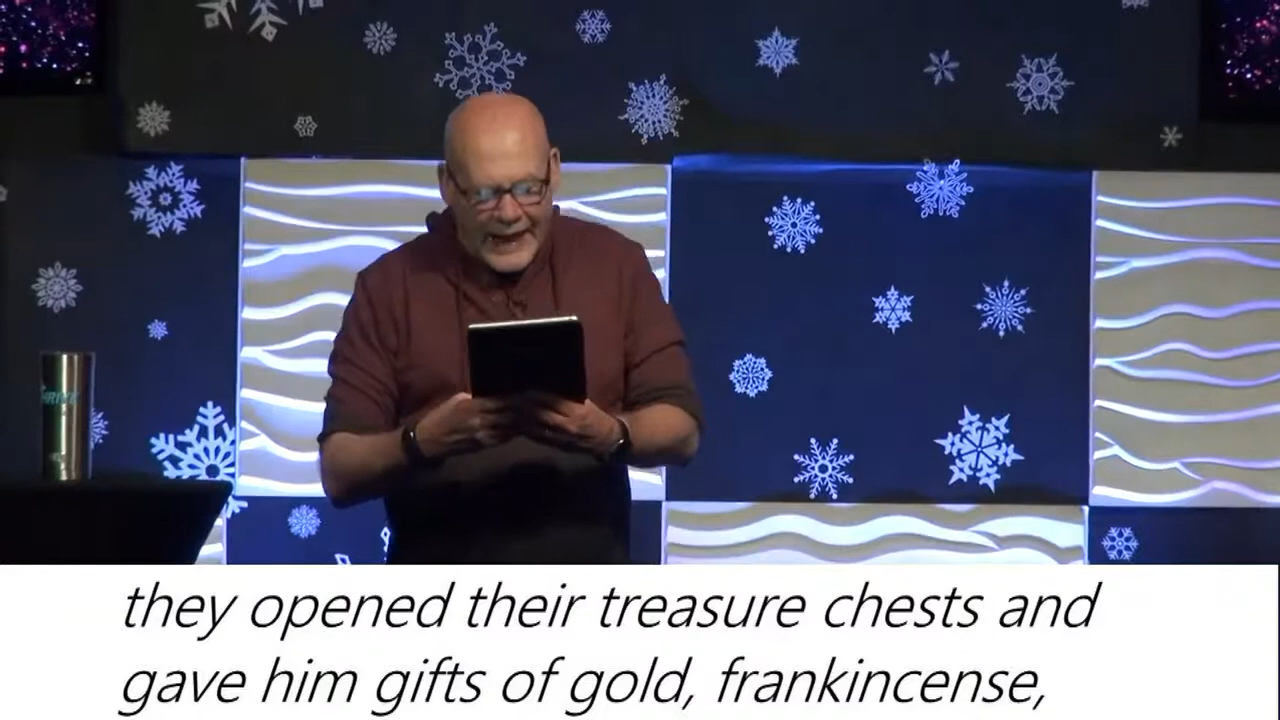 they opened their treasure chests and
gave him gifts of gold, frankincense,